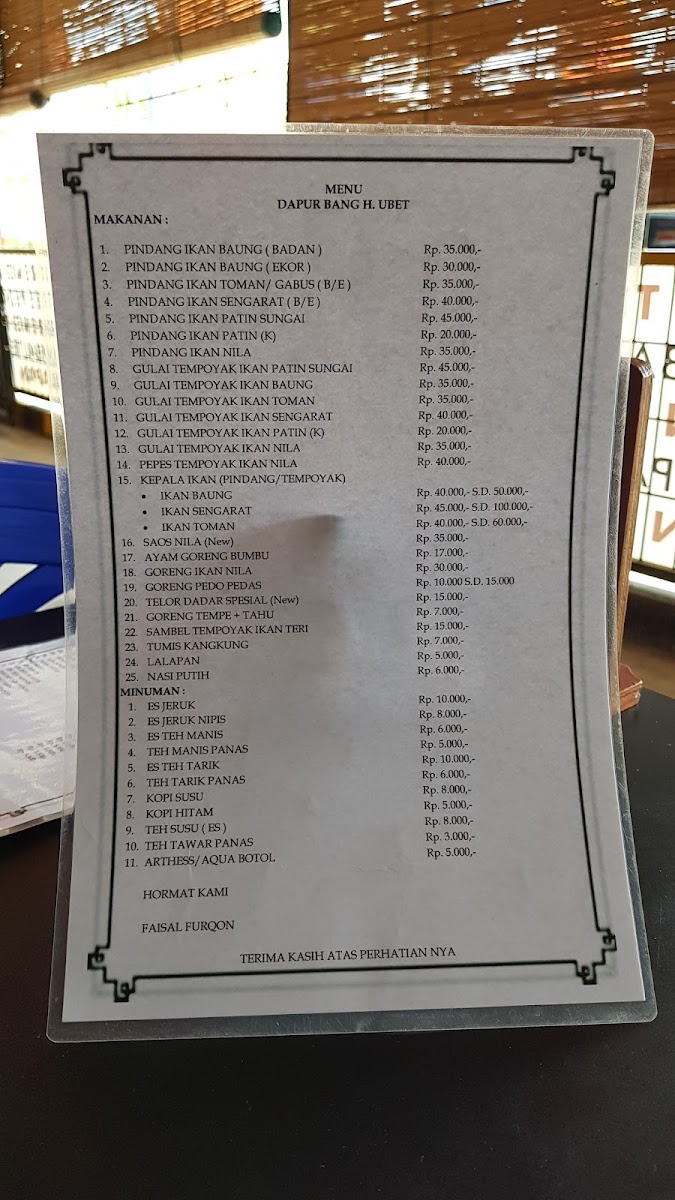 MENU
DAPUR BANG H. UBET
MAKANAN :
1. PINDANG IKAN BAUNG ( BADAN ) Rp. 35.000,-
2. PINDANG IKAN BAUNG ( EKOR ) Rp. 30.000,-
3. PINDANG IKAN TOMAN/ GABUS ( B/E ) Rp. 35.000,-
4. PINDANG IKAN SENGARAT ( B/E ) Rp. 40.000,-
5. PINDANG IKAN PATIN SUNGAI Rp. 45.000,-
6. PINDANG IKAN PATIN (K) Rp. 20.000,-
7. PINDANG IKAN NILA Rp. 35.000,-
8. GULAI TEMPOYAK IKAN PATIN SUNGAI Rp. 45.000,-
9. GULAI TEMPOYAK IKAN BAUNG Rp. 35.000,-
10. GULAI TEMPOYAK IKAN TOMAN Rp. 35.000,-
11. GULAI TEMPOYAK IKAN SENGARAT Rp. 40.000,-
12. GULAI TEMPOYAK IKAN PATIN (K) Rp. 20.000,-
13. GULAI TEMPOYAK IKAN NILA Rp. 35.000,-
14. PEPES TEMPOYAK IKAN NILA Rp. 40.000,-
15. KEPALA IKAN (PINDANG/TEMPOYAK)
• IKAN BAUNG Rp. 40.000,- S.D. 50.000,-
• IKAN SENGARAT Rp. 45.000,- S.D. 100.000,-
• IKAN TOMAN Rp. 40.000,- S.D. 60.000,-
16. SAOS NILA (New) Rp. 35.000,-
17. AYAM GORENG BUMBU Rp. 17.000,-
18. GORENG IKAN NILA Rp. 30.000,-
19. GORENG PEDO PEDAS Rp. 10.000 S.D. 15.000
20. TELOR DADAR SPESIAL (New) Rp. 15.000,-
21. GORENG TEMPE + TAHU Rp. 7.000,-
22. SAMBEL TEMPOYAK IKAN TERI Rp. 15.000,-
23. TUMIS KANGKUNG Rp. 7.000,-
24. LALAPAN Rp. 5.000,-
25. NASI PUTIH Rp. 6.000,-
MINUMAN :
1. ES JERUK Rp. 10.000,-
2. ES JERUK NIPIS Rp. 8.000,-
3. ES TEH MANIS Rp. 6.000,-
4. TEH MANIS PANAS Rp. 5.000,-
5. ES TEH TARIK Rp. 10.000,-
6. TEH TARIK PANAS Rp. 6.000,-
7. KOPI SUSU Rp. 8.000,-
8. KOPI HITAM Rp. 5.000,-
9. TEH SUSU ( ES ) Rp. 8.000,-
10. TEH TAWAR PANAS Rp. 3.000,-
11. ARTHESS/AQUA BOTOL Rp. 5.000,-
HORMAT KAMI
FAISAL FURQON
TERIMA KASIH ATAS PERHATIAN NYA